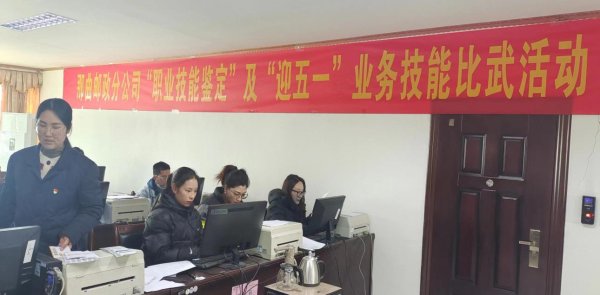 那曲邮政分公司“职业技能鉴定”及“迎五一”业务技能比武活动